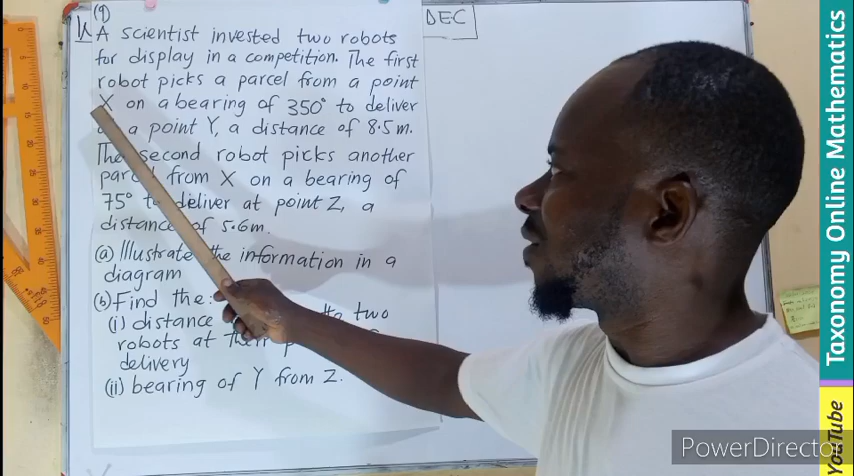 (9)
A scientist invested two robots
for display in a competition. The first
robot picks a parcel from a point
X on a bearing of 350° to deliver
a point Y, a distance of 8.5m.
The second robot picks another
from X on a bearing of
75° to deliver at point Z, a
distance of 5.6m.
(a) Illustrate the information in a
diagram
(b) Find the:
(i) distance two
robots at their
delivery
(ii) bearing of Y from Z.
DEC
Taxonomy Online Mathematics
YouTube
PowerDirector